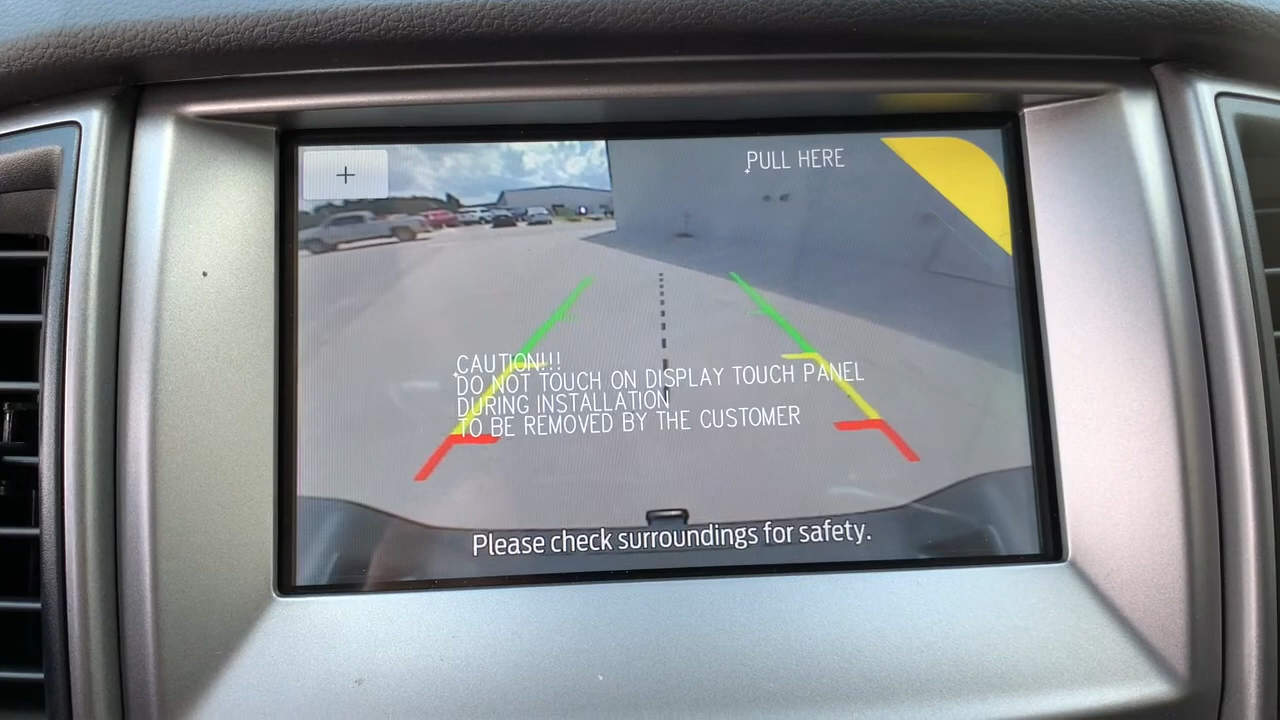 +
PULL HERE
CAUTION!!!
DO NOT TOUCH ON DISPLAY TOUCH PANEL
DURING INSTALLATION
TO BE REMOVED BY THE CUSTOMER
Please check surroundings for safety.